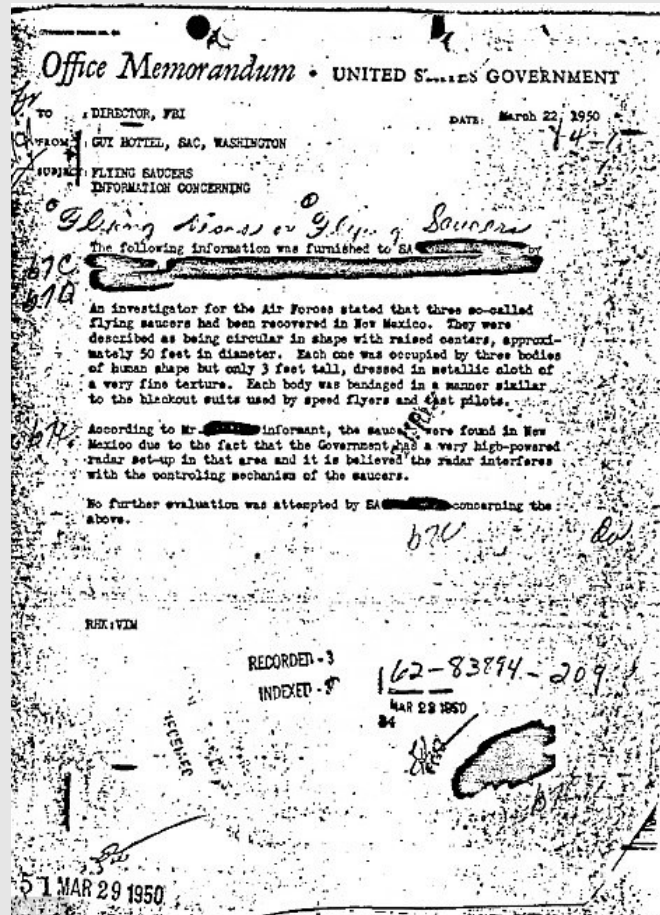 Office Memorandum • UNITED STATES GOVERNMENT
TO : DIRECTOR, FBI
DATE: March 22, 1950
FROM : GUY HOTTEL, SAC, WASHINGTON
SUBJECT: FLYING SAUCERS
INFORMATION CONCERNING
Flying Discs or Flying Saucers
The following information was furnished to SA by
b7C
b7D
An investigator for the Air Forces stated that three so-called
flying saucers had been recovered in New Mexico. They were
described as being circular in shape with raised centers, approxi-
mately 50 feet in diameter. Each one was occupied by three bodies
of human shape but only 3 feet tall, dressed in metallic cloth of
a very fine texture. Each body was bandaged in a manner similar
to the blackout suits used by speed flyers and test pilots.
According to Mr. informant, the saucers were found in New
Mexico due to the fact that the Government has a very high-powered
radar set-up in that area and it is believed the radar interferes
with the controling mechanism of the saucers.
No further evaluation was attempted by SA concerning the
above.
b7C
RHK:VIM
RECORDED - 3
62-83894-209
INDEXED -
MAR 28 1950
34
RECEIVED
51 MAR 29 1950